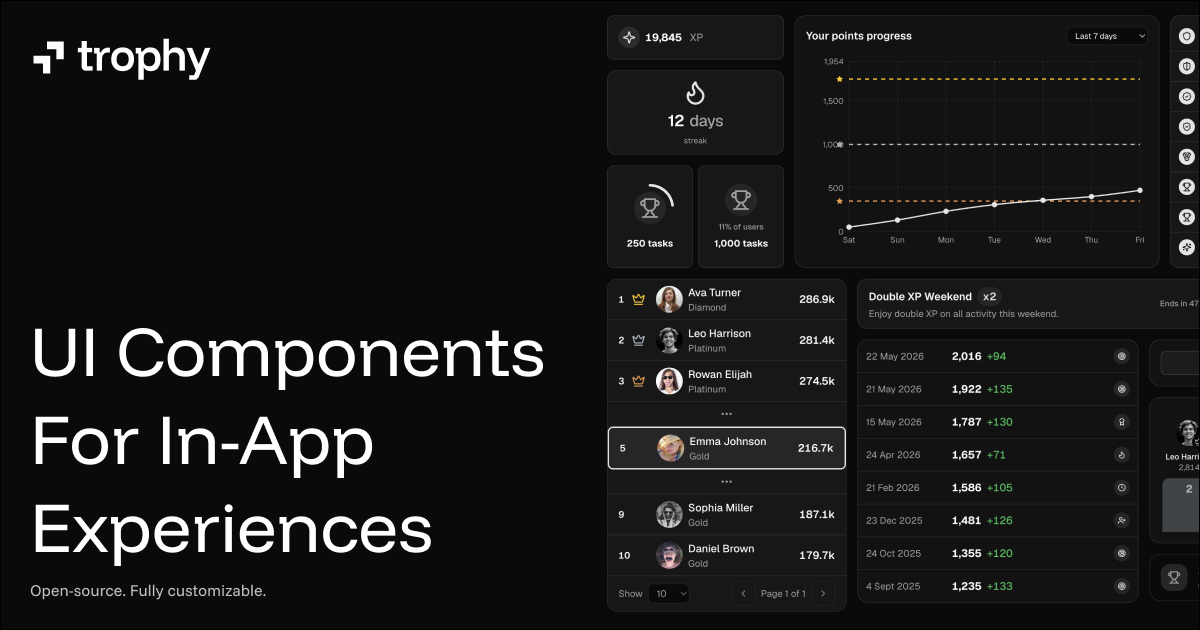 trophy
UI Components
For In-App
Experiences
Open-source. Fully customizable.
19,845 XP
12 days
streak
250 tasks
11% of users
1,000 tasks
Your points progress
Last 7 days
1,954
1,500
500
0
Sat Sun Mon Tue Wed Thu Fri
1 Ava Turner 286.9k
Diamond
2 Leo Harrison 281.4k
Platinum
3 Rowan Elijah 274.5k
Platinum
•••
5 Emma Johnson 216.7k
Gold
•••
9 Sophia Miller 187.1k
Gold
10 Daniel Brown 179.7k
Gold
Show 10 Page 1 of 1
Double XP Weekend x2
Enjoy double XP on all activity this weekend.
Ends in 47
22 May 2026 2,016 +94
21 May 2026 1,922 +135
15 May 2026 1,787 +130
24 Apr 2026 1,657 +71
21 Feb 2026 1,586 +105
23 Dec 2025 1,481 +126
24 Oct 2025 1,355 +120
4 Sept 2025 1,235 +133
Leo Harri
2,814
2